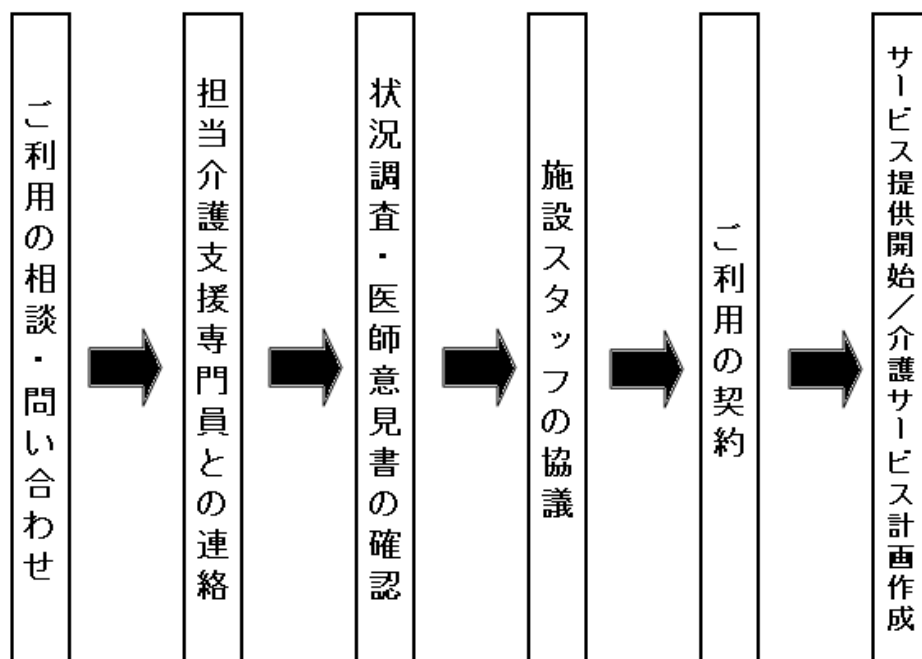 ご利用の相談・問い合わせ
担当介護支援専門員との連絡
状況調査・医師意見書の確認
施設スタッフの協議
ご利用の契約
サービス提供開始／介護サービス計画作成